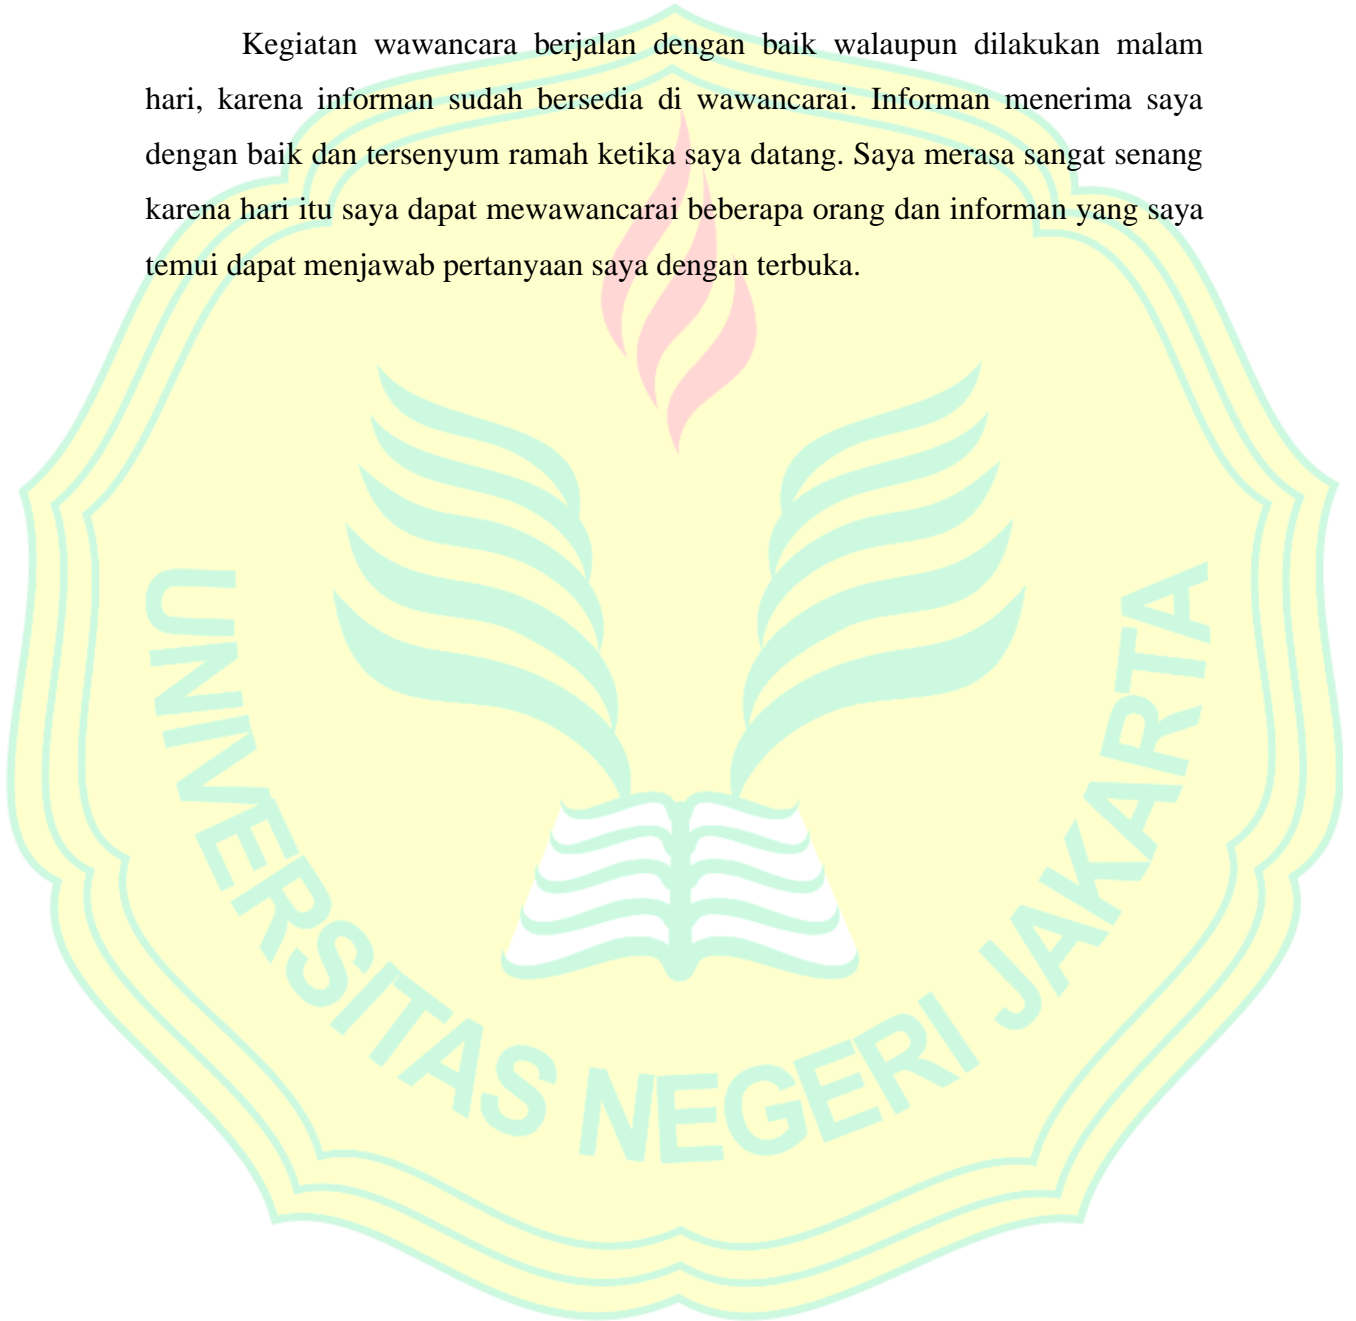 Kegiatan wawancara berjalan dengan baik walaupun dilakukan malam
hari, karena informan sudah bersedia di wawancarai. Informan menerima saya
dengan baik dan tersenyum ramah ketika saya datang. Saya merasa sangat senang
karena hari itu saya dapat mewawancarai beberapa orang dan informan yang saya
temui dapat menjawab pertanyaan saya dengan terbuka.
UNIVERSITAS NEGERI JAKARTA